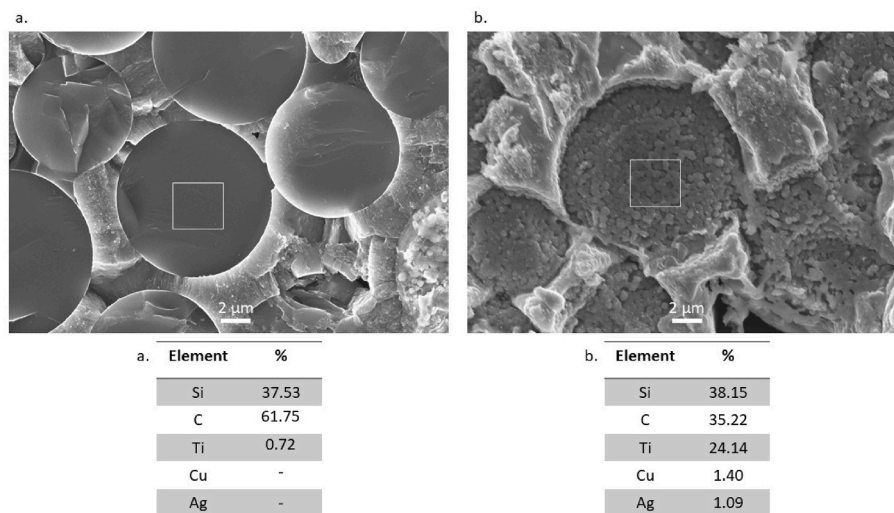 a. b.
2 μm 2 μm
a. Element % b. Element %
Si 37.53 Si 38.15
C 61.75 C 35.22
Ti 0.72 Ti 24.14
Cu - Cu 1.40
Ag - Ag 1.09